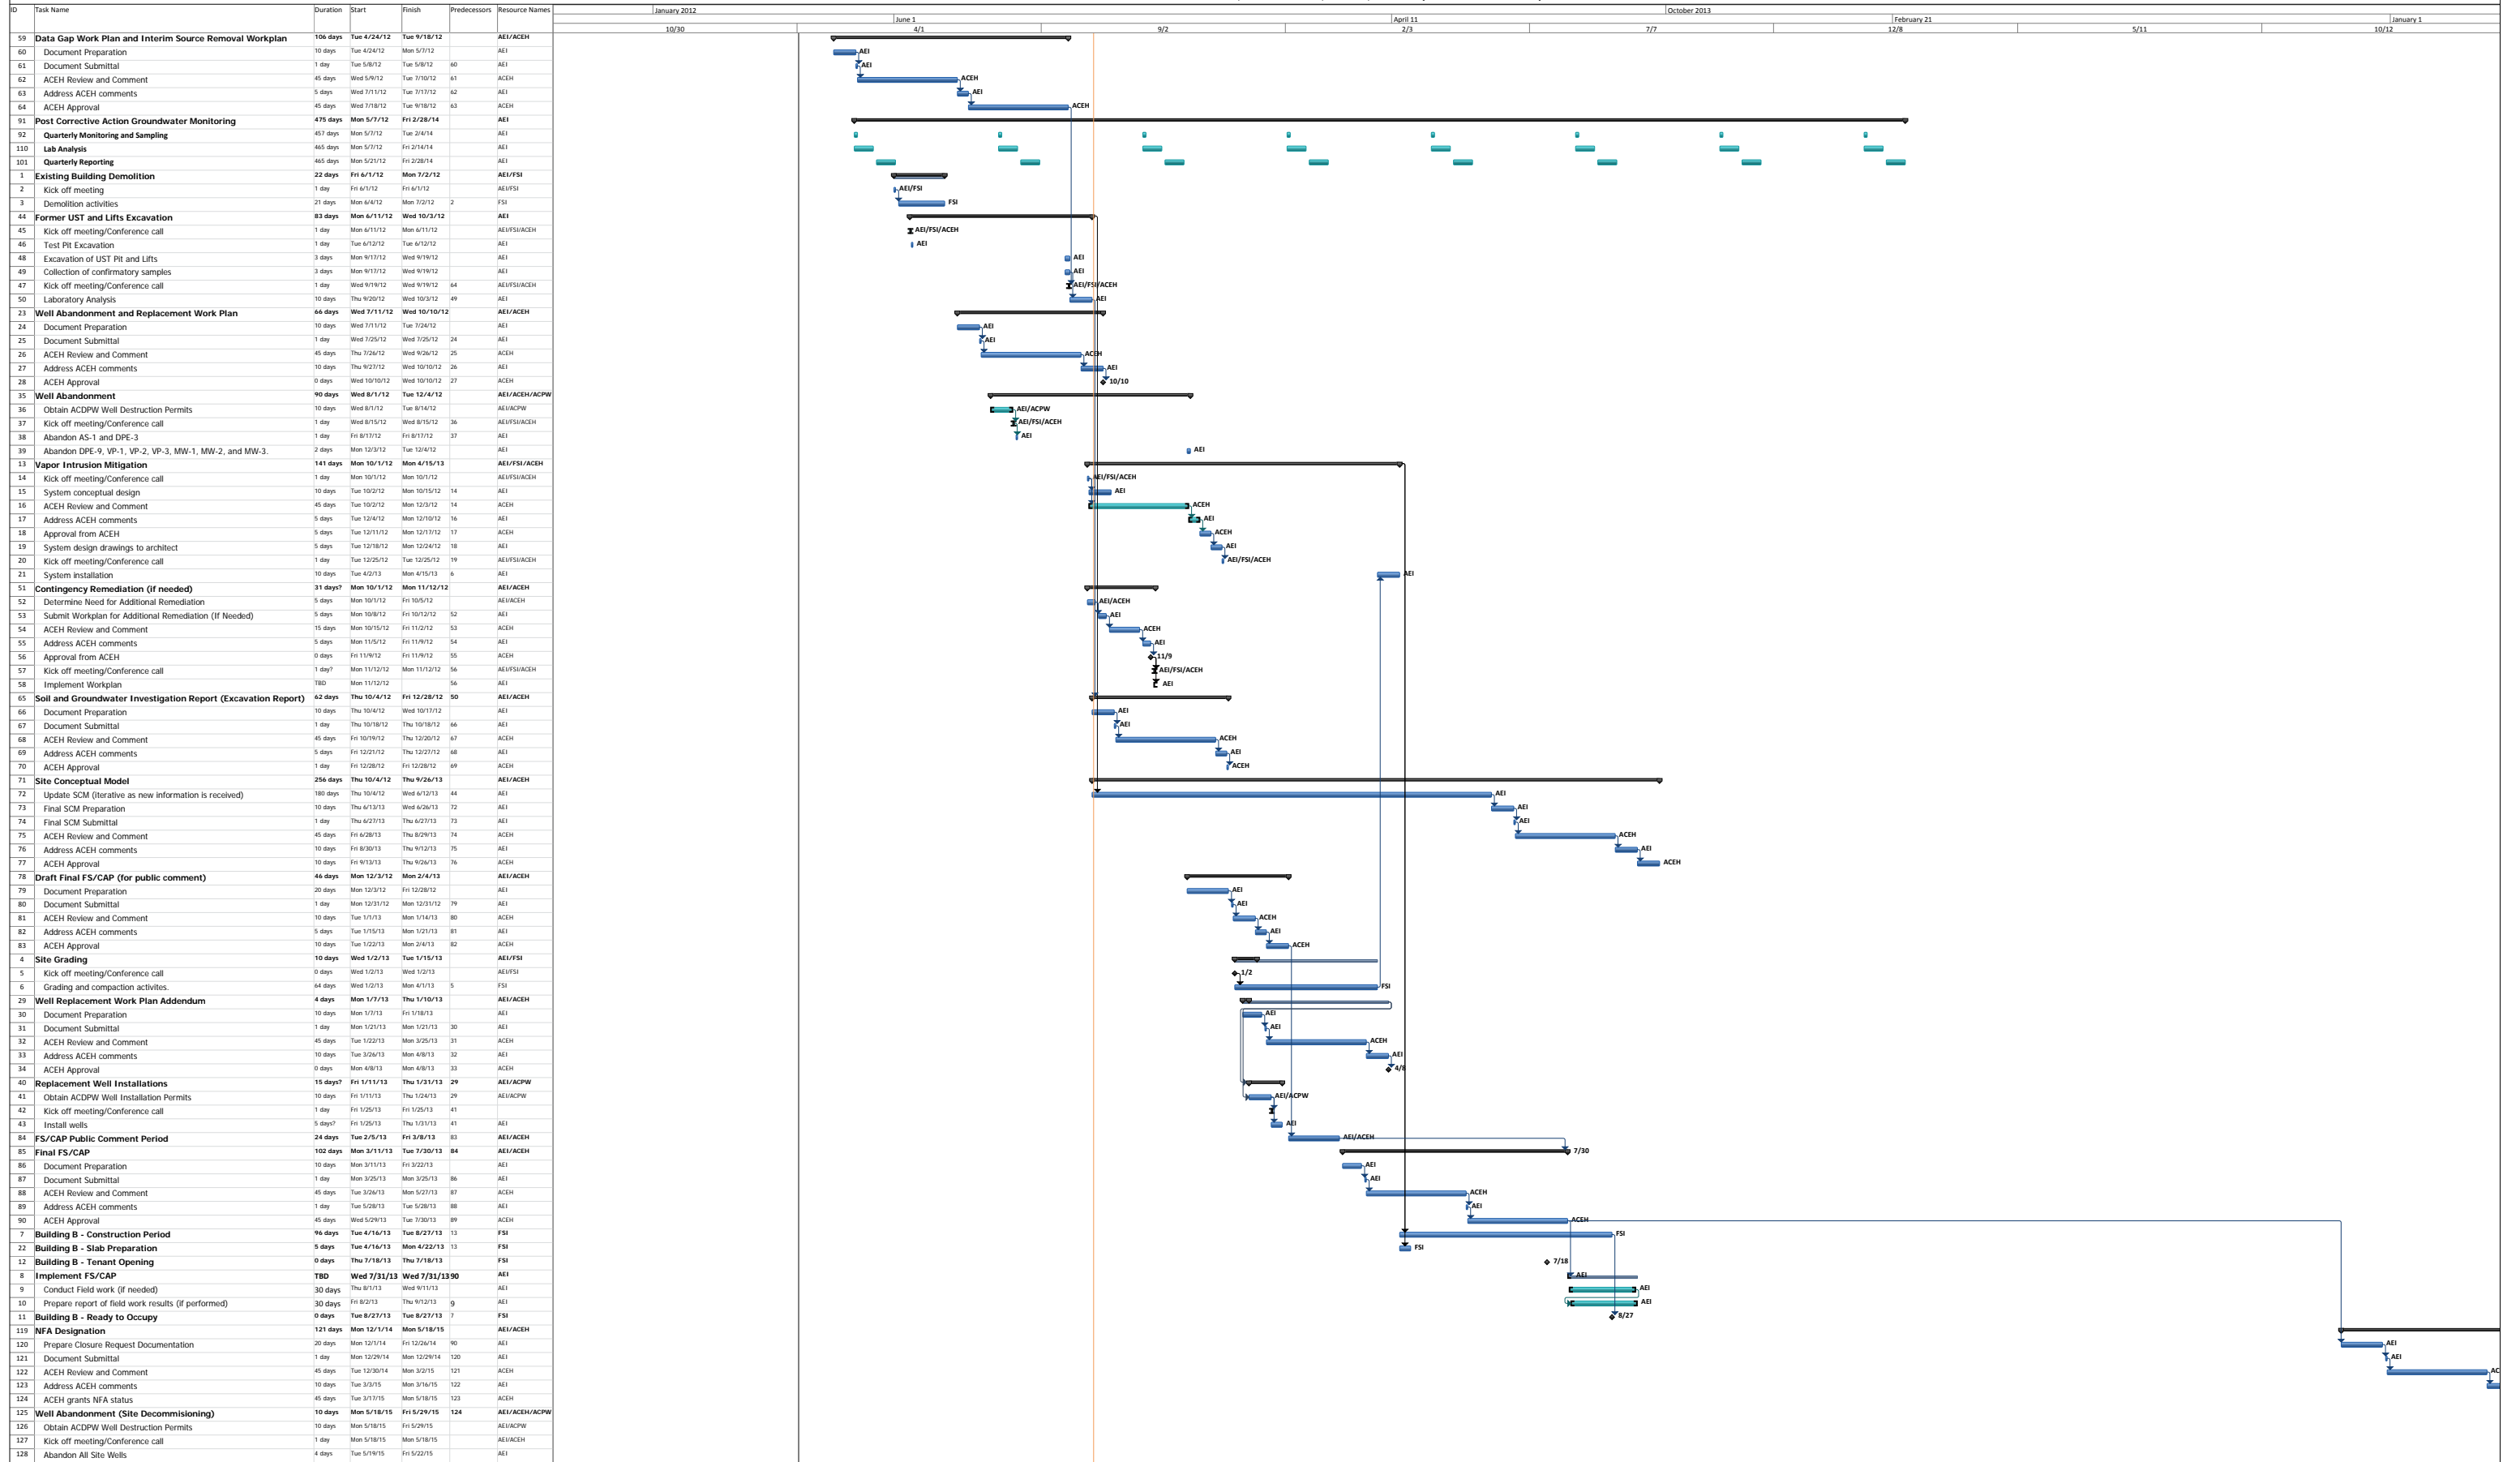 ID Task Name Duration Start Finish Predecessors Resource Names
January 2012 October 2013
June 1 April 11 February 21 January 1
10/30 4/1 9/2 2/3 7/7 12/8 5/11 10/12
59 Data Gap Work Plan and Interim Source Removal Workplan 106 days Tue 4/24/12 Tue 9/18/12 AEI/ACEH
60 Document Preparation 10 days Tue 4/24/12 Mon 5/7/12 AEI AEI
61 Document Submittal 1 day Tue 5/8/12 Tue 5/8/12 60 AEI AEI
62 ACEH Review and Comment 45 days Wed 5/9/12 Tue 7/10/12 61 ACEH ACEH
63 Address ACEH comments 5 days Wed 7/11/12 Tue 7/17/12 62 AEI AEI
64 ACEH Approval 45 days Wed 7/18/12 Tue 9/18/12 63 ACEH ACEH
91 Post Corrective Action Groundwater Monitoring 475 days Mon 5/7/12 Fri 2/28/14 AEI
92 Quarterly Monitoring and Sampling 457 days Mon 5/7/12 Tue 2/4/14 AEI
110 Lab Analysis 465 days Mon 5/7/12 Fri 2/14/14 AEI
101 Quarterly Reporting 465 days Mon 5/21/12 Fri 2/28/14 AEI
1 Existing Building Demolition 22 days Fri 6/1/12 Mon 7/2/12 AEI/FSI
2 Kick off meeting 1 day Fri 6/1/12 Fri 6/1/12 AEI/FSI AEI/FSI
3 Demolition activities 21 days Mon 6/4/12 Mon 7/2/12 2 FSI FSI
44 Former UST and Lifts Excavation 83 days Mon 6/11/12 Wed 10/3/12 AEI
45 Kick off meeting/Conference call 1 day Mon 6/11/12 Mon 6/11/12 AEI/FSI/ACEH AEI/FSI/ACEH
46 Test Pit Excavation 1 day Tue 6/12/12 Tue 6/12/12 AEI AEI
48 Excavation of UST Pit and Lifts 3 days Mon 9/17/12 Wed 9/19/12 AEI AEI
49 Collection of confirmatory samples 3 days Mon 9/17/12 Wed 9/19/12 AEI AEI
47 Kick off meeting/Conference call 1 day Wed 9/19/12 Wed 9/19/12 64 AEI/FSI/ACEH AEI/FSI/ACEH
50 Laboratory Analysis 10 days Thu 9/20/12 Wed 10/3/12 49 AEI AEI
23 Well Abandonment and Replacement Work Plan 66 days Wed 7/11/12 Wed 10/10/12 AEI/ACEH
24 Document Preparation 10 days Wed 7/11/12 Tue 7/24/12 AEI AEI
25 Document Submittal 1 day Wed 7/25/12 Wed 7/25/12 24 AEI AEI
26 ACEH Review and Comment 45 days Thu 7/26/12 Wed 9/26/12 25 ACEH ACEH
27 Address ACEH comments 10 days Thu 9/27/12 Wed 10/10/12 26 AEI AEI
28 ACEH Approval 0 days Wed 10/10/12 Wed 10/10/12 27 ACEH 10/10
35 Well Abandonment 90 days Wed 8/1/12 Tue 12/4/12 AEI/ACEH/ACPW
36 Obtain ACDPW Well Destruction Permits 10 days Wed 8/1/12 Tue 8/14/12 AEI/ACPW AEI/ACPW
37 Kick off meeting/Conference call 1 day Wed 8/15/12 Wed 8/15/12 36 AEI/FSI/ACEH AEI/FSI/ACEH
38 Abandon AS-1 and DPE-3 1 day Fri 8/17/12 Fri 8/17/12 37 AEI AEI
39 Abandon DPE-9, VP-1, VP-2, VP-3, MW-1, MW-2, and MW-3. 2 days Mon 12/3/12 Tue 12/4/12 AEI AEI
13 Vapor Intrusion Mitigation 141 days Mon 10/1/12 Mon 4/15/13 AEI/FSI/ACEH
14 Kick off meeting/Conference call 1 day Mon 10/1/12 Mon 10/1/12 AEI/FSI/ACEH AEI/FSI/ACEH
15 System conceptual design 10 days Tue 10/2/12 Mon 10/15/12 14 AEI AEI
16 ACEH Review and Comment 45 days Tue 10/2/12 Mon 12/3/12 14 ACEH ACEH
17 Address ACEH comments 5 days Tue 12/4/12 Mon 12/10/12 16 AEI AEI
18 Approval from ACEH 5 days Tue 12/11/12 Mon 12/17/12 17 ACEH ACEH
19 System design drawings to architect 5 days Tue 12/18/12 Mon 12/24/12 18 AEI AEI
20 Kick off meeting/Conference call 1 day Tue 12/25/12 Tue 12/25/12 19 AEI/FSI/ACEH AEI/FSI/ACEH
21 System installation 10 days Tue 4/2/13 Mon 4/15/13 6 AEI AEI
51 Contingency Remediation (if needed) 31 days? Mon 10/1/12 Mon 11/12/12 AEI/ACEH
52 Determine Need for Additional Remediation 5 days Mon 10/1/12 Fri 10/5/12 AEI/ACEH AEI/ACEH
53 Submit Workplan for Additional Remediation (If Needed) 5 days Mon 10/8/12 Fri 10/12/12 52 AEI AEI
54 ACEH Review and Comment 15 days Mon 10/15/12 Fri 11/2/12 53 ACEH ACEH
55 Address ACEH comments 5 days Mon 11/5/12 Fri 11/9/12 54 AEI AEI
56 Approval from ACEH 0 days Fri 11/9/12 Fri 11/9/12 55 ACEH 11/9
57 Kick off meeting/Conference call 1 day? Mon 11/12/12 Mon 11/12/12 56 AEI/FSI/ACEH AEI/FSI/ACEH
58 Implement Workplan TBD Mon 11/12/12 56 AEI AEI
65 Soil and Groundwater Investigation Report (Excavation Report) 62 days Thu 10/4/12 Fri 12/28/12 50 AEI/ACEH
66 Document Preparation 10 days Thu 10/4/12 Wed 10/17/12 AEI AEI
67 Document Submittal 1 day Thu 10/18/12 Thu 10/18/12 66 AEI AEI
68 ACEH Review and Comment 45 days Fri 10/19/12 Thu 12/20/12 67 ACEH ACEH
69 Address ACEH comments 5 days Fri 12/21/12 Thu 12/27/12 68 AEI AEI
70 ACEH Approval 1 day Fri 12/28/12 Fri 12/28/12 69 ACEH ACEH
71 Site Conceptual Model 256 days Thu 10/4/12 Thu 9/26/13 AEI/ACEH
72 Update SCM (iterative as new information is received) 180 days Thu 10/4/12 Wed 6/12/13 44 AEI AEI
73 Final SCM Preparation 10 days Thu 6/13/13 Wed 6/26/13 72 AEI AEI
74 Final SCM Submittal 1 day Thu 6/27/13 Thu 6/27/13 73 AEI AEI
75 ACEH Review and Comment 45 days Fri 6/28/13 Thu 8/29/13 74 ACEH ACEH
76 Address ACEH comments 10 days Fri 8/30/13 Thu 9/12/13 75 AEI AEI
77 ACEH Approval 10 days Fri 9/13/13 Thu 9/26/13 76 ACEH ACEH
78 Draft Final FS/CAP (for public comment) 46 days Mon 12/3/12 Mon 2/4/13 AEI/ACEH
79 Document Preparation 20 days Mon 12/3/12 Fri 12/28/12 AEI AEI
80 Document Submittal 1 day Mon 12/31/12 Mon 12/31/12 79 AEI AEI
81 ACEH Review and Comment 10 days Tue 1/1/13 Mon 1/14/13 80 ACEH ACEH
82 Address ACEH comments 5 days Tue 1/15/13 Mon 1/21/13 81 AEI AEI
83 ACEH Approval 10 days Tue 1/22/13 Mon 2/4/13 82 ACEH ACEH
4 Site Grading 10 days Wed 1/2/13 Tue 1/15/13 AEI/FSI
5 Kick off meeting/Conference call 0 days Wed 1/2/13 Wed 1/2/13 AEI/FSI 1/2
6 Grading and compaction activites. 64 days Wed 1/2/13 Mon 4/1/13 5 FSI FSI
29 Well Replacement Work Plan Addendum 4 days Mon 1/7/13 Thu 1/10/13 AEI/ACEH
30 Document Preparation 10 days Mon 1/7/13 Fri 1/18/13 AEI AEI
31 Document Submittal 1 day Mon 1/21/13 Mon 1/21/13 30 AEI AEI
32 ACEH Review and Comment 45 days Tue 1/22/13 Mon 3/25/13 31 ACEH ACEH
33 Address ACEH comments 10 days Tue 3/26/13 Mon 4/8/13 32 AEI AEI
34 ACEH Approval 0 days Mon 4/8/13 Mon 4/8/13 33 ACEH 4/8
40 Replacement Well Installations 15 days? Fri 1/11/13 Thu 1/31/13 29 AEI/ACPW
41 Obtain ACDPW Well Installation Permits 10 days Fri 1/11/13 Thu 1/24/13 29 AEI/ACPW AEI/ACPW
42 Kick off meeting/Conference call 1 day Fri 1/25/13 Fri 1/25/13 41
43 Install wells 5 days? Fri 1/25/13 Thu 1/31/13 41 AEI AEI
84 FS/CAP Public Comment Period 24 days Tue 2/5/13 Fri 3/8/13 83 AEI/ACEH AEI/ACEH
85 Final FS/CAP 102 days Mon 3/11/13 Tue 7/30/13 84 AEI/ACEH 7/30
86 Document Preparation 10 days Mon 3/11/13 Fri 3/22/13 AEI AEI
87 Document Submittal 1 day Mon 3/25/13 Mon 3/25/13 86 AEI AEI
88 ACEH Review and Comment 45 days Tue 3/26/13 Mon 5/27/13 87 ACEH ACEH
89 Address ACEH comments 1 day Tue 5/28/13 Tue 5/28/13 88 AEI AEI
90 ACEH Approval 45 days Wed 5/29/13 Tue 7/30/13 89 ACEH ACEH
7 Building B - Construction Period 96 days Tue 4/16/13 Tue 8/27/13 13 FSI FSI
22 Building B - Slab Preparation 5 days Tue 4/16/13 Mon 4/22/13 13 FSI FSI
12 Building B - Tenant Opening 0 days Thu 7/18/13 Thu 7/18/13 FSI 7/18
8 Implement FS/CAP TBD Wed 7/31/13 Wed 7/31/13 90 AEI AEI
9 Conduct Field work (if needed) 30 days Thu 8/1/13 Wed 9/11/13 AEI AEI
10 Prepare report of field work results (if performed) 30 days Fri 8/2/13 Thu 9/12/13 9 AEI AEI
11 Building B - Ready to Occupy 0 days Tue 8/27/13 Tue 8/27/13 7 FSI 8/27
119 NFA Designation 121 days Mon 12/1/14 Mon 5/18/15 AEI/ACEH
120 Prepare Closure Request Documentation 20 days Mon 12/1/14 Fri 12/26/14 90 AEI AEI
121 Document Submittal 1 day Mon 12/29/14 Mon 12/29/14 120 AEI AEI
122 ACEH Review and Comment 45 days Tue 12/30/14 Mon 3/2/15 121 ACEH AC
123 Address ACEH comments 10 days Tue 3/3/15 Mon 3/16/15 122 AEI
124 ACEH grants NFA status 45 days Tue 3/17/15 Mon 5/18/15 123 ACEH
125 Well Abandonment (Site Decommisioning) 10 days Mon 5/18/15 Fri 5/29/15 124 AEI/ACEH/ACPW
126 Obtain ACDPW Well Destruction Permits 10 days Mon 5/18/15 Fri 5/29/15 AEI/ACPW
127 Kick off meeting/Conference call 1 day Mon 5/18/15 Mon 5/18/15 AEI/ACEH
128 Abandon All Site Wells 4 days Tue 5/19/15 Fri 5/22/15 AEI